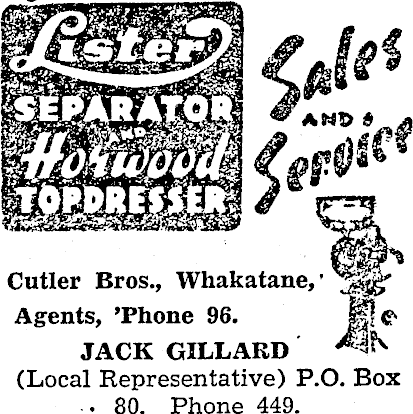 Lister
SEPARATOR
AND
Horwood
TOPDRESSER
Sales
AND
Service
Cutler Bros., Whakatane,
Agents, 'Phone 96.
JACK GILLARD
(Local Representative) P.O. Box
80. Phone 449.